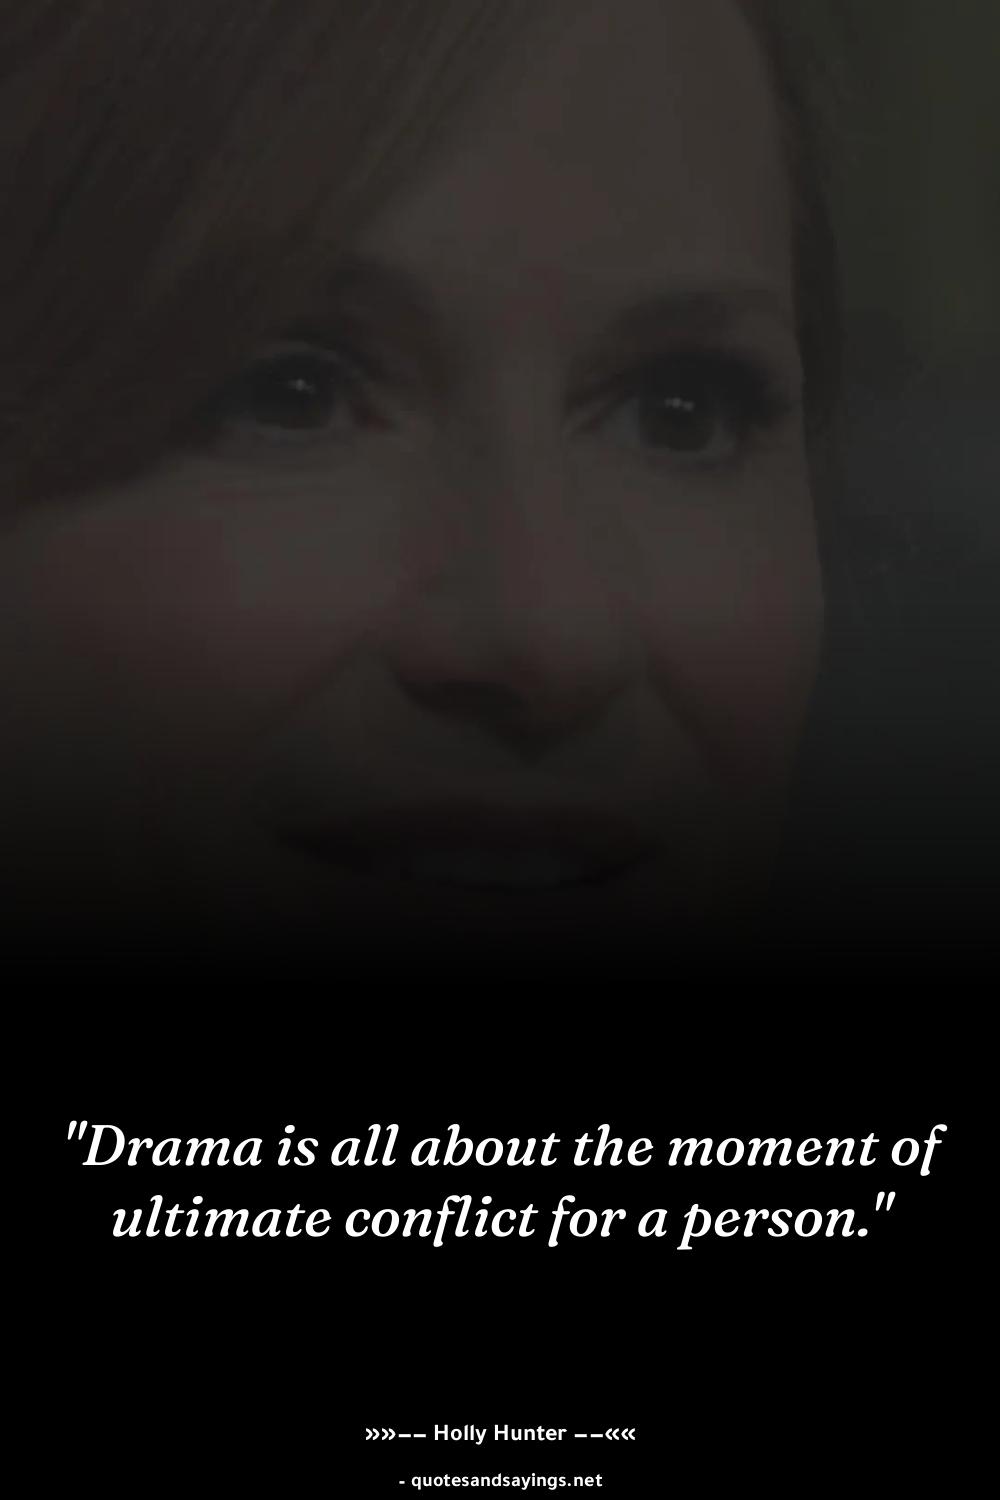 "Drama is all about the moment of
ultimate conflict for a person."
»»−− Holly Hunter −−««
- quotesandsayings.net